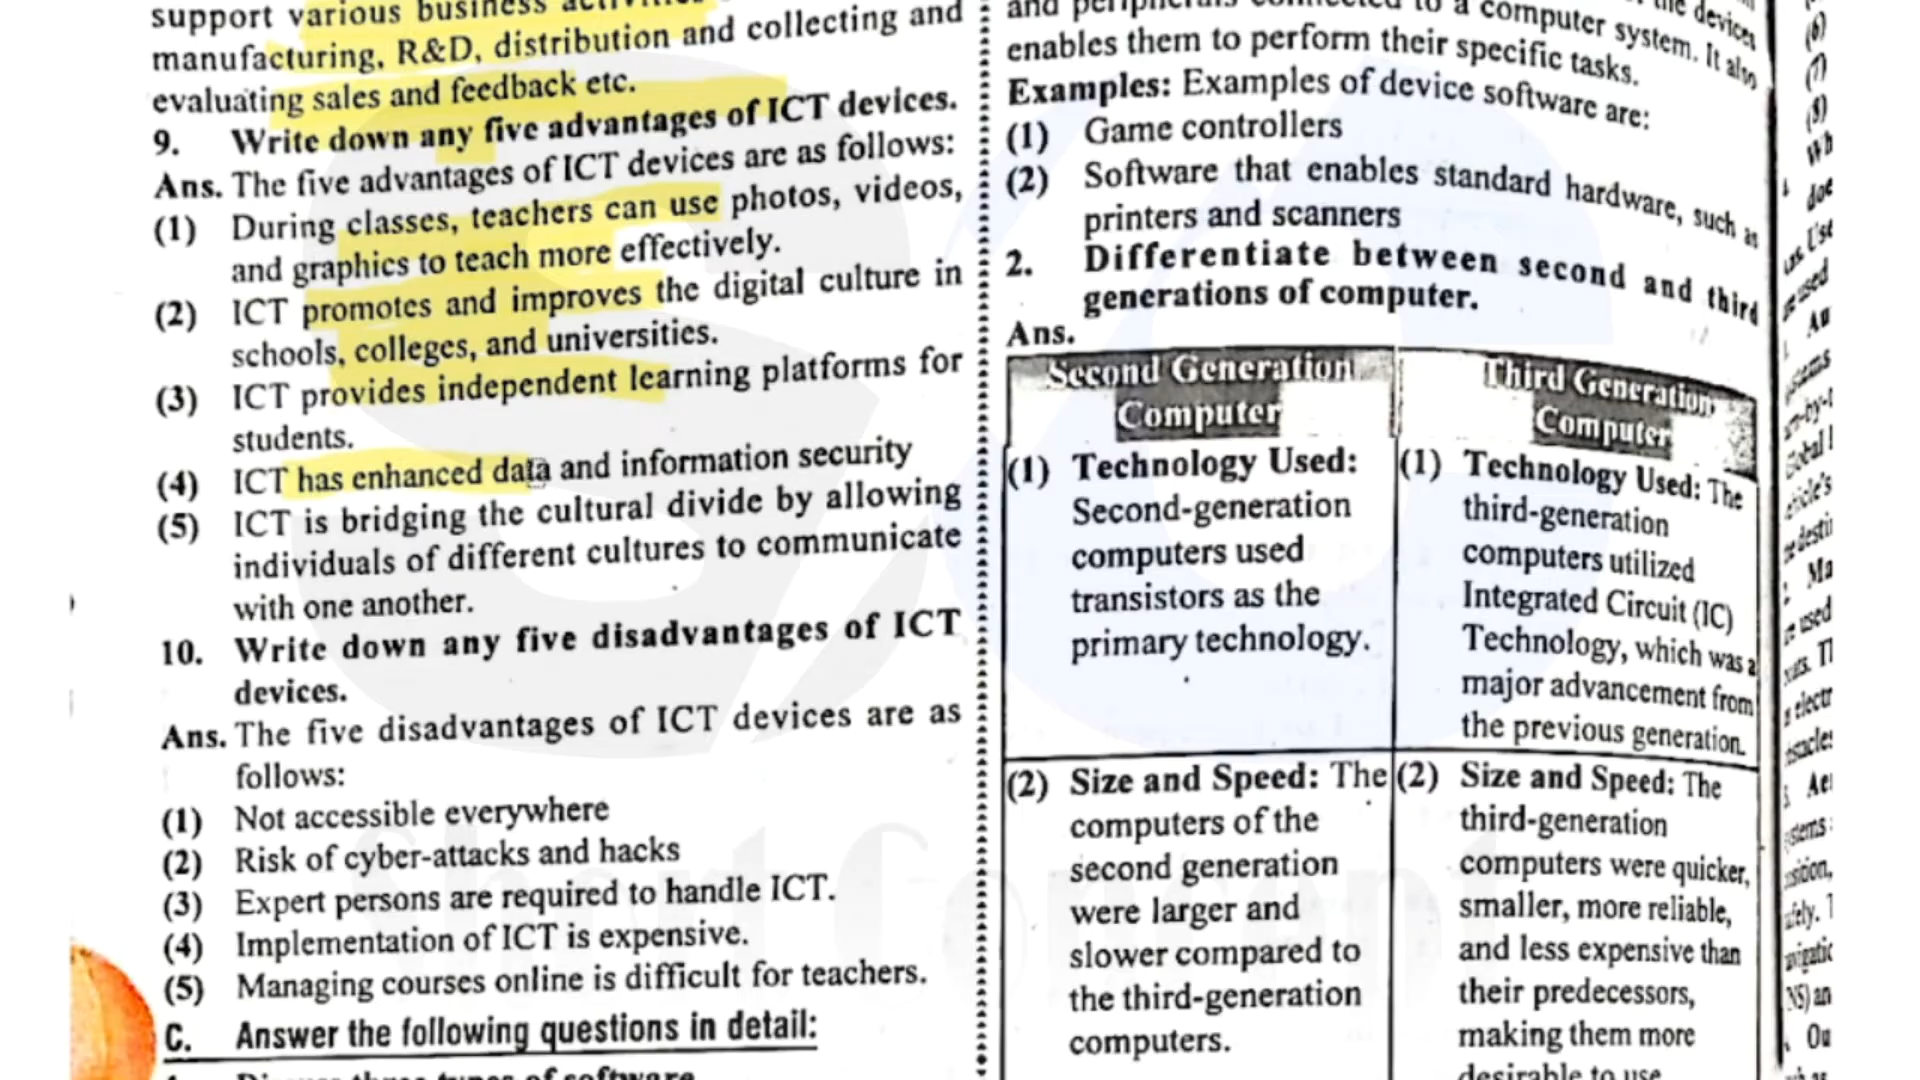 support various business
manufacturing, R&D, distribution and collecting and
evaluating sales and feedback etc.
9. Write down any five advantages of ICT devices.
Ans. The five advantages of ICT devices are as follows:
(1) During classes, teachers can use photos, videos,
and graphics to teach more effectively.
(2) ICT promotes and improves the digital culture in
schools, colleges, and universities.
(3) ICT provides independent learning platforms for
students.
(4) ICT has enhanced data and information security
(5) ICT is bridging the cultural divide by allowing
individuals of different cultures to communicate
with one another.
10. Write down any five disadvantages of ICT
devices.
Ans. The five disadvantages of ICT devices are as
follows:
(1) Not accessible everywhere
(2) Risk of cyber-attacks and hacks
(3) Expert persons are required to handle ICT.
(4) Implementation of ICT is expensive.
(5) Managing courses online is difficult for teachers.
C. Answer the following questions in detail:
and peripherals connected to a computer system. It also
enables them to perform their specific tasks.
Examples: Examples of device software are:
(1) Game controllers
(2) Software that enables standard hardware, such as
printers and scanners
2. Differentiate between second and third
generations of computer.
Ans.
Second Generation
Computer
(1) Technology Used:
Second-generation
computers used
transistors as the
primary technology.
(2) Size and Speed: The
computers of the
second generation
were larger and
slower compared to
the third-generation
computers.
Third Generation
Computer
(1) Technology Used: The
third-generation
computers utilized
Integrated Circuit (IC)
Technology, which was a
major advancement from
the previous generation.
(2) Size and Speed: The
third-generation
computers were quicker,
smaller, more reliable,
and less expensive than
their predecessors,
making them more
desirable to use
Short Concept